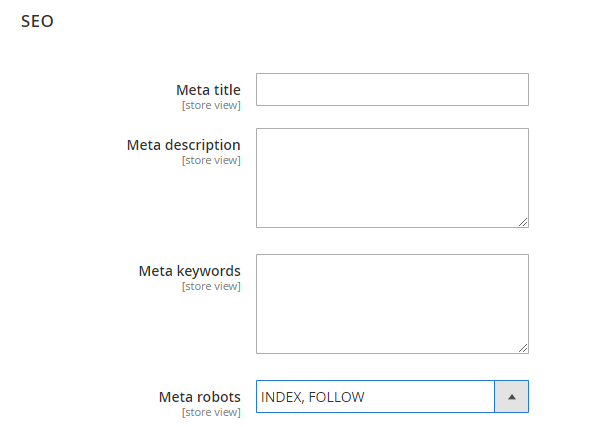 SEO
Meta title
[store view]
Meta description
[store view]
Meta keywords
[store view]
Meta robots
[store view]
INDEX, FOLLOW